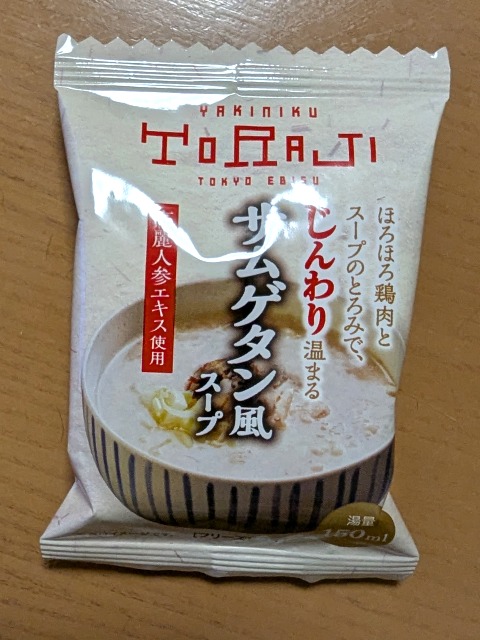 YAKINIKU
TORAJI
TOKYO EBISU
ほろほろ鶏肉と
スープのとろみで、
じんわり温まる
サムゲタン風
スープ
麗人参エキス使用
湯量
150ml